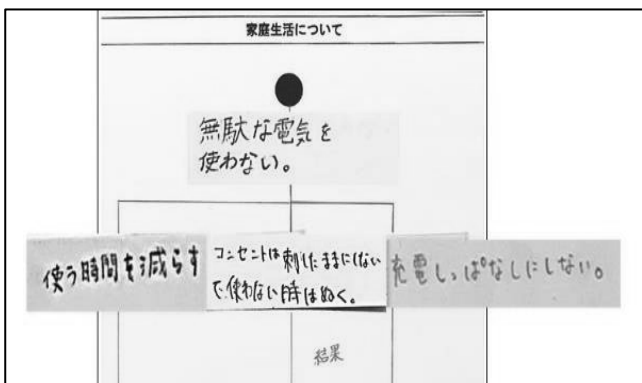 家庭生活について
無駄な電気を
使わない。
使う時間を減らす
コンセントは刺したままにしない
で使わない時はぬく。
充電しっぱなしにしない。
結果